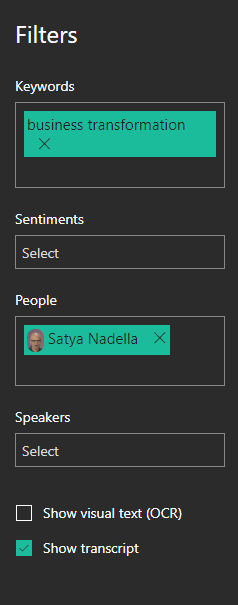 Filters
Keywords
business transformation
Sentiments
Select
People
Satya Nadella
Speakers
Select
Show visual text (OCR)
Show transcript